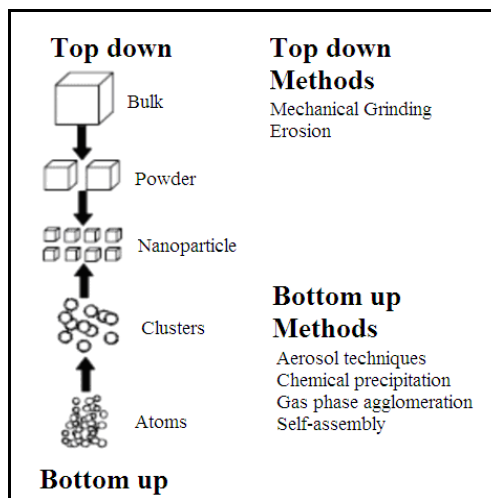 Top down
Bulk
Powder
Nanoparticle
Clusters
Atoms
Bottom up
Top down
Methods
Mechanical Grinding
Erosion
Bottom up
Methods
Aerosol techniques
Chemical precipitation
Gas phase agglomeration
Self-assembly